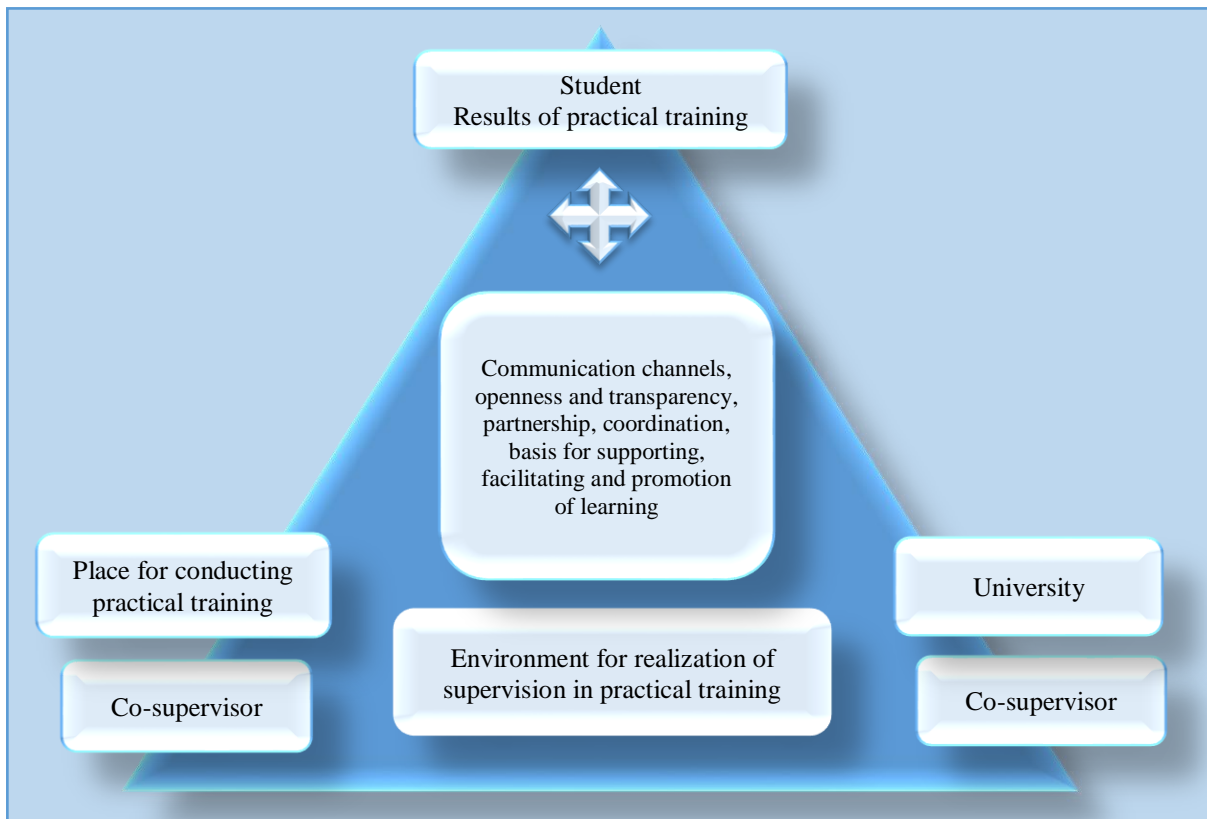 Student
Results of practical training
Communication channels,
openness and transparency,
partnership, coordination,
basis for supporting,
facilitating and promotion
of learning
Place for conducting
practical training
University
Environment for realization of
supervision in practical training
Co-supervisor
Co-supervisor